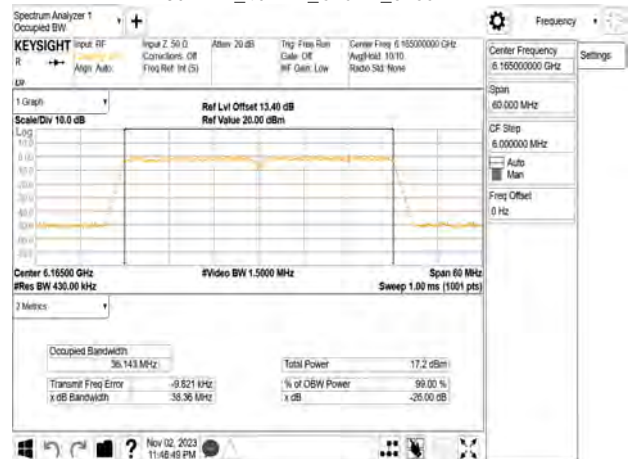 Spectrum Analyzer 1
Occupied BW
+
Frequency
KEYSIGHT
Input: RF
Input Z: 50 Ω
Atten: 20 dB
Trig: Free Run
Center Freq: 6.165000000 GHz
R
Corrections: Off
Gate: Off
Avg|Hold: 10/10
Align: Auto
Freq Ref: Int (S)
#IF Gain: Low
Radio Std: None
Center Frequency
6.165000000 GHz
Settings
Span
60.000 MHz
CF Step
6.000000 MHz
Auto
Man
Freq Offset
0 Hz
1 Graph
Scale/Div 10.0 dB
Ref Lvl Offset 13.40 dB
Ref Value 20.00 dBm
Log
10.0
0.00
Center 6.16500 GHz
#Video BW 1.5000 MHz
Span 60 MHz
#Res BW 430.00 kHz
Sweep 1.00 ms (1001 pts)
2 Metrics
Occupied Bandwidth
36.143 MHz
Total Power
17.2 dBm
Transmit Freq Error
-9.821 kHz
% of OBW Power
99.00 %
x dB Bandwidth
38.36 MHz
x dB
-26.00 dB
?
Nov 02, 2023
11:46:49 PM